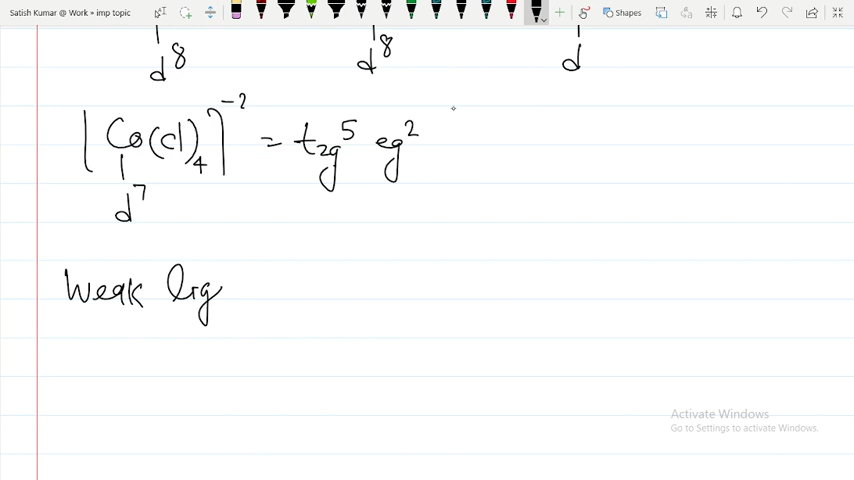 Satish Kumar @ Work » imp topic
Shapes
d⁸ d⁸ d
[Co(cl)₄]⁻² = t₂g⁵ eg²
d⁷
Weak lig
Activate Windows
Go to Settings to activate Windows.